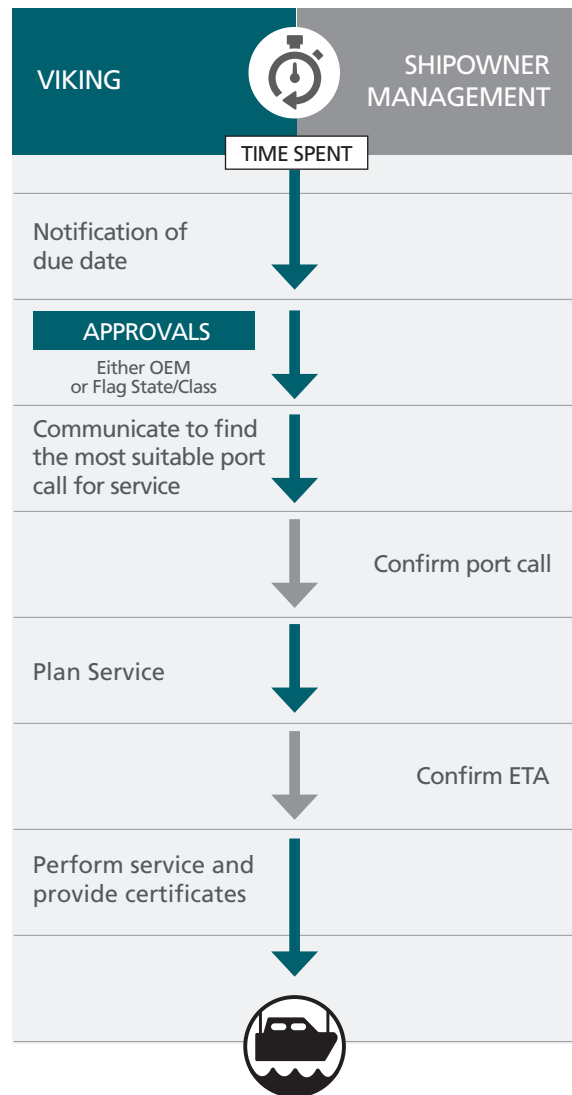 VIKING
SHIPOWNER
MANAGEMENT
TIME SPENT
Notification of
due date
APPROVALS
Either OEM
or Flag State/Class
Communicate to find
the most suitable port
call for service
Confirm port call
Plan Service
Confirm ETA
Perform service and
provide certificates